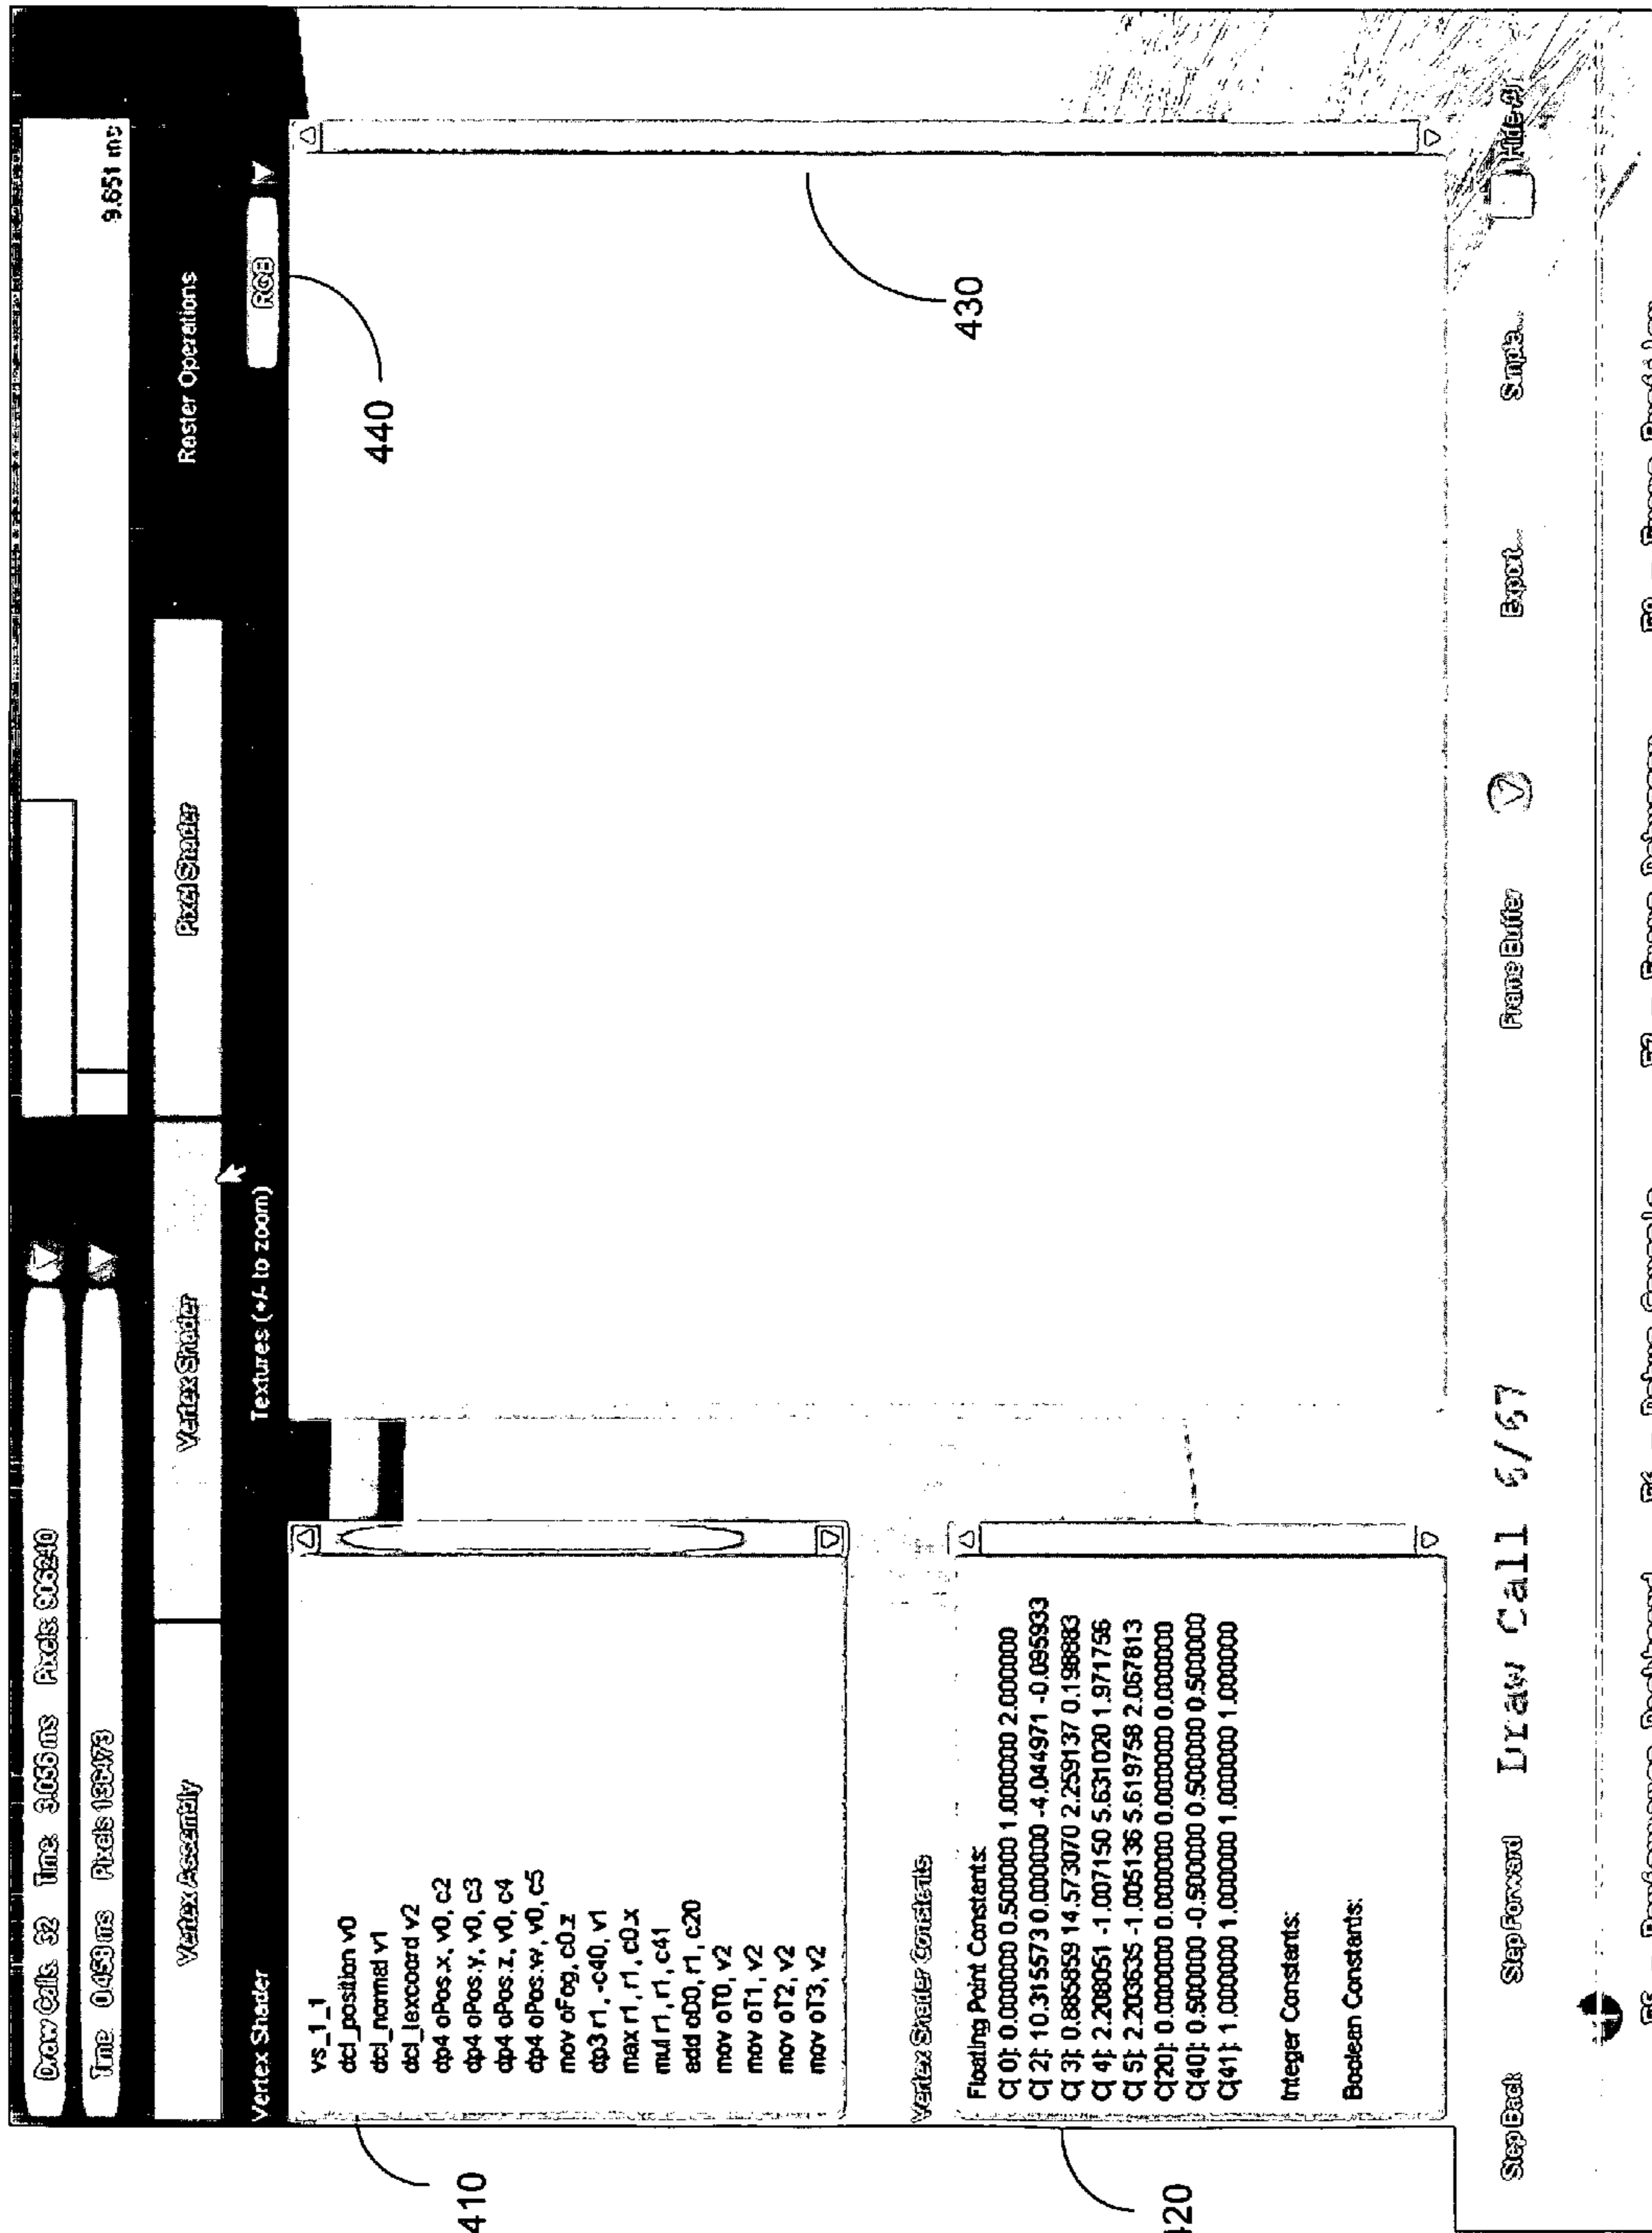 Draw Calls 32 Time: 3.056 ms Pixels: 906240
Time 0.459 ms Pixels 136473
9.651 ms
Vertex Assembly
Vertex Shader
Pixel Shader
Raster Operations
Vertex Shader
Textures (+/- to zoom)
RGB
440
410
vs_1_1
dcl_position v0
dcl_normal v1
dcl_texcoord v2
dp4 oPos.x, v0, c2
dp4 oPos.y, v0, c3
dp4 oPos.z, v0, c4
dp4 oPos.w, v0, c5
mov oFog, c0.z
dp3 r1, -c40, v1
max r1, r1, c0.x
mul r1, r1, c41
add oD0, r1, c20
mov oT0, v2
mov oT1, v2
mov oT2, v2
mov oT3, v2
430
Vertex Shader Constants
420
Floating Point Constants:
C[ 0]: 0.000000 0.500000 1.000000 2.000000
C[ 2]: 10.315573 0.000000 -4.044971 -0.095933
C[ 3]: 0.885859 14.573070 2.259137 0.198883
C[ 4]: 2.208051 -1.007150 5.631020 1.971756
C[ 5]: 2.203635 -1.005136 5.619758 2.067813
C[20]: 0.000000 0.000000 0.000000 0.000000
C[40]: 0.500000 -0.500000 0.500000 0.500000
C[41]: 1.000000 1.000000 1.000000 1.000000
Integer Constants:
Boolean Constants:
Step Back
Step Forward
Draw Call 6/67
Frame Buffer
Export...
Simple...
Hide